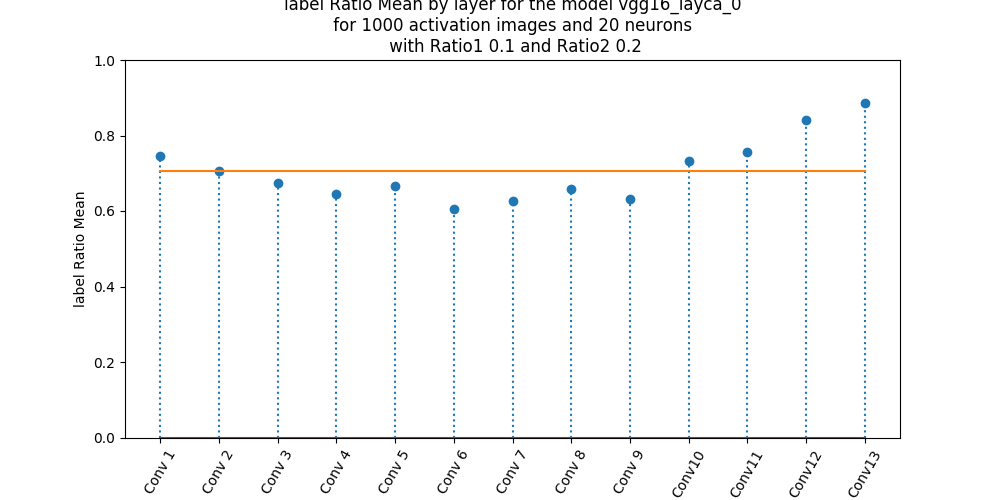 label Ratio Mean by layer for the model vgg16_layca_0
for 1000 activation images and 20 neurons
with Ratio1 0.1 and Ratio2 0.2
label Ratio Mean
1.0
0.8
0.6
0.4
0.2
0.0
Conv 1
Conv 2
Conv 3
Conv 4
Conv 5
Conv 6
Conv 7
Conv 8
Conv 9
Conv10
Conv11
Conv12
Conv13